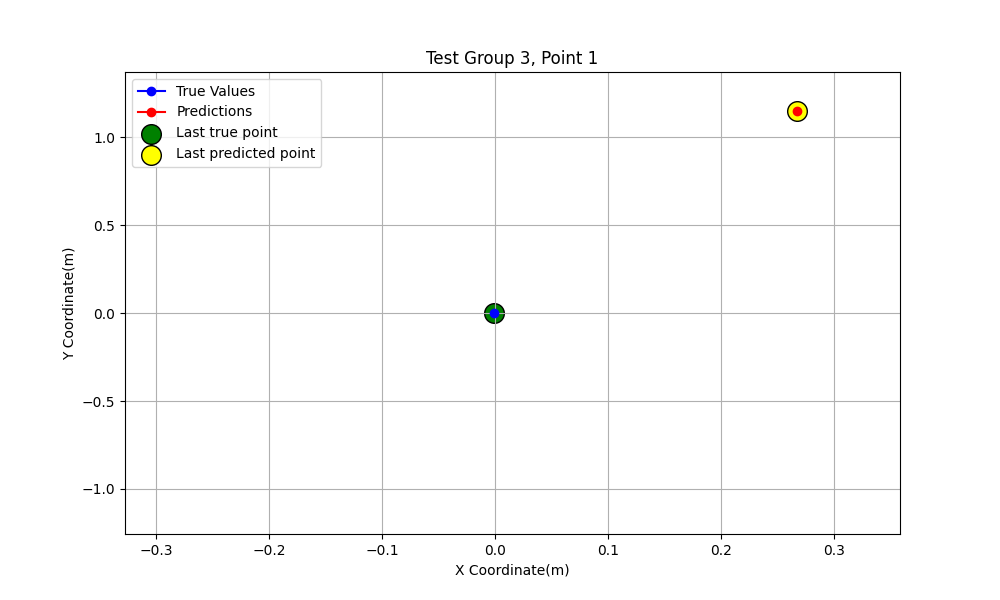 Test Group 3, Point 1
True Values
Predictions
Last true point
Last predicted point
Y Coordinate(m)
1.0
0.5
0.0
−0.5
−1.0
−0.3 −0.2 −0.1 0.0 0.1 0.2 0.3
X Coordinate(m)